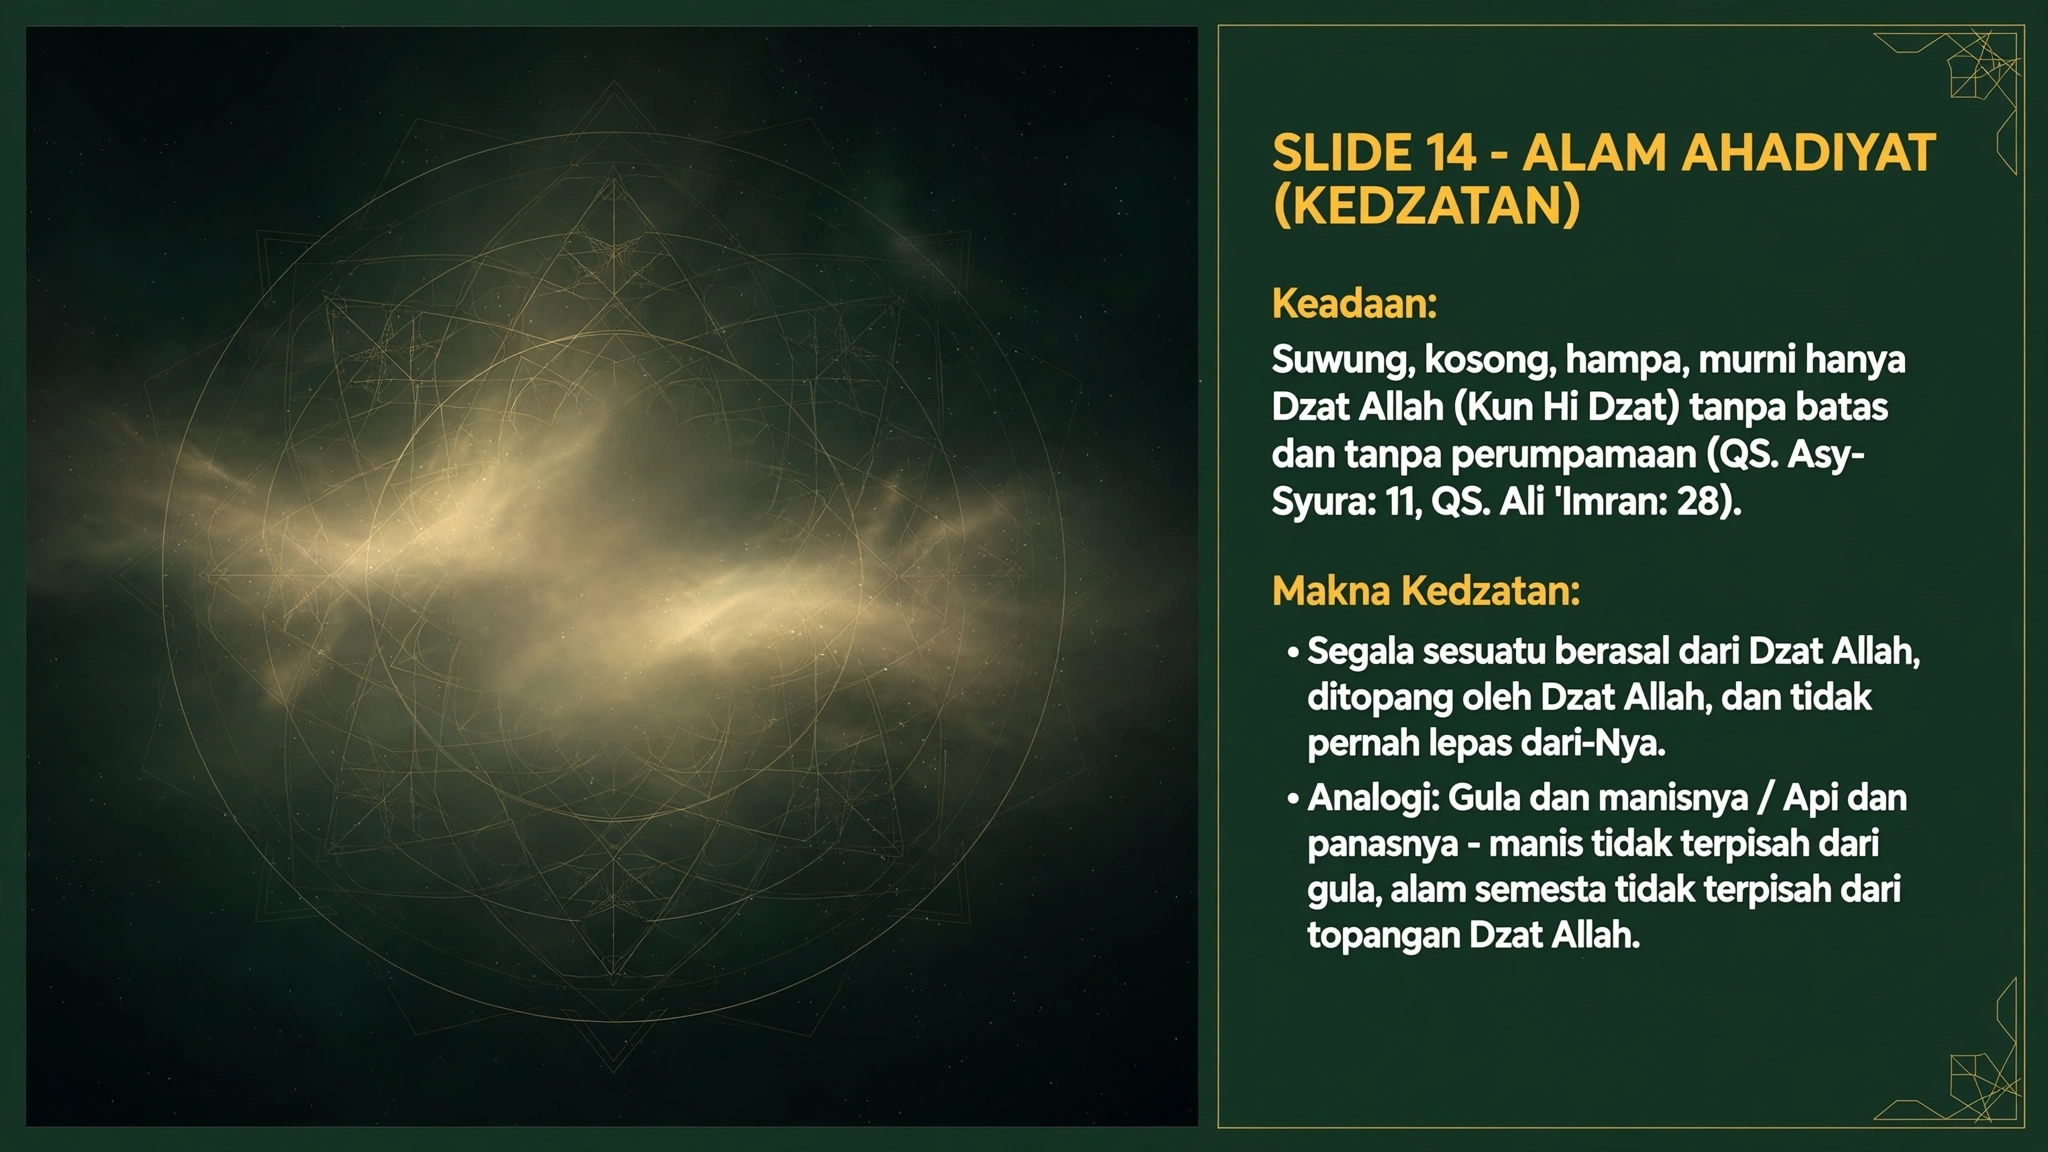 SLIDE 14 - ALAM AHADIYAT
(KEDZATAN)
Keadaan:
Suwung, kosong, hampa, murni hanya
Dzat Allah (Kun Hi Dzat) tanpa batas
dan tanpa perumpamaan (QS. Asy-
Syura: 11, QS. Ali 'Imran: 28).
Makna Kedzatan:
• Segala sesuatu berasal dari Dzat Allah,
ditopang oleh Dzat Allah, dan tidak
pernah lepas dari-Nya.
• Analogi: Gula dan manisnya / Api dan
panasnya - manis tidak terpisah dari
gula, alam semesta tidak terpisah dari
topangan Dzat Allah.